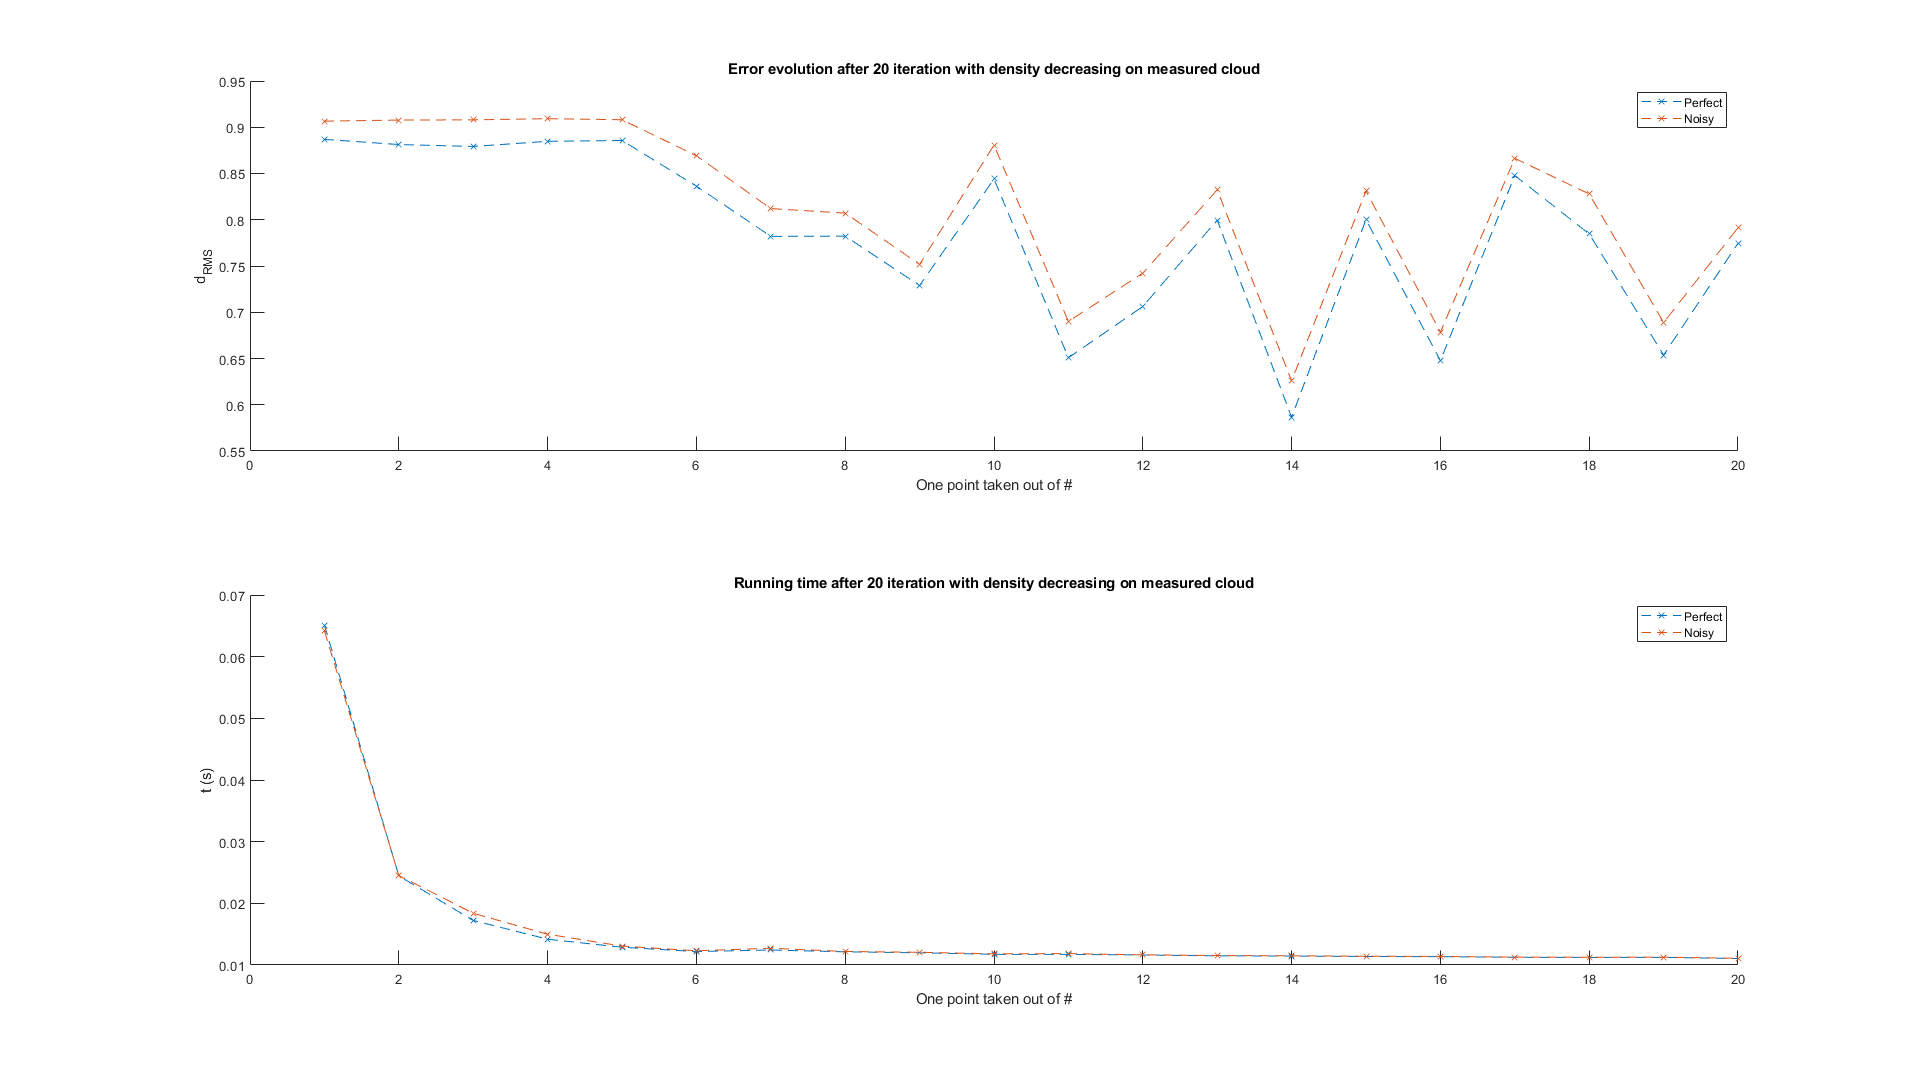 Error evolution after 20 iteration with density decreasing on measured cloud
0.95
0.9
0.85
0.8
0.75
0.7
0.65
0.6
0.55
d_RMS
Perfect
Noisy
0 2 4 6 8 10 12 14 16 18 20
One point taken out of #
Running time after 20 iteration with density decreasing on measured cloud
0.07
0.06
0.05
0.04
0.03
0.02
0.01
t (s)
Perfect
Noisy
0 2 4 6 8 10 12 14 16 18 20
One point taken out of #